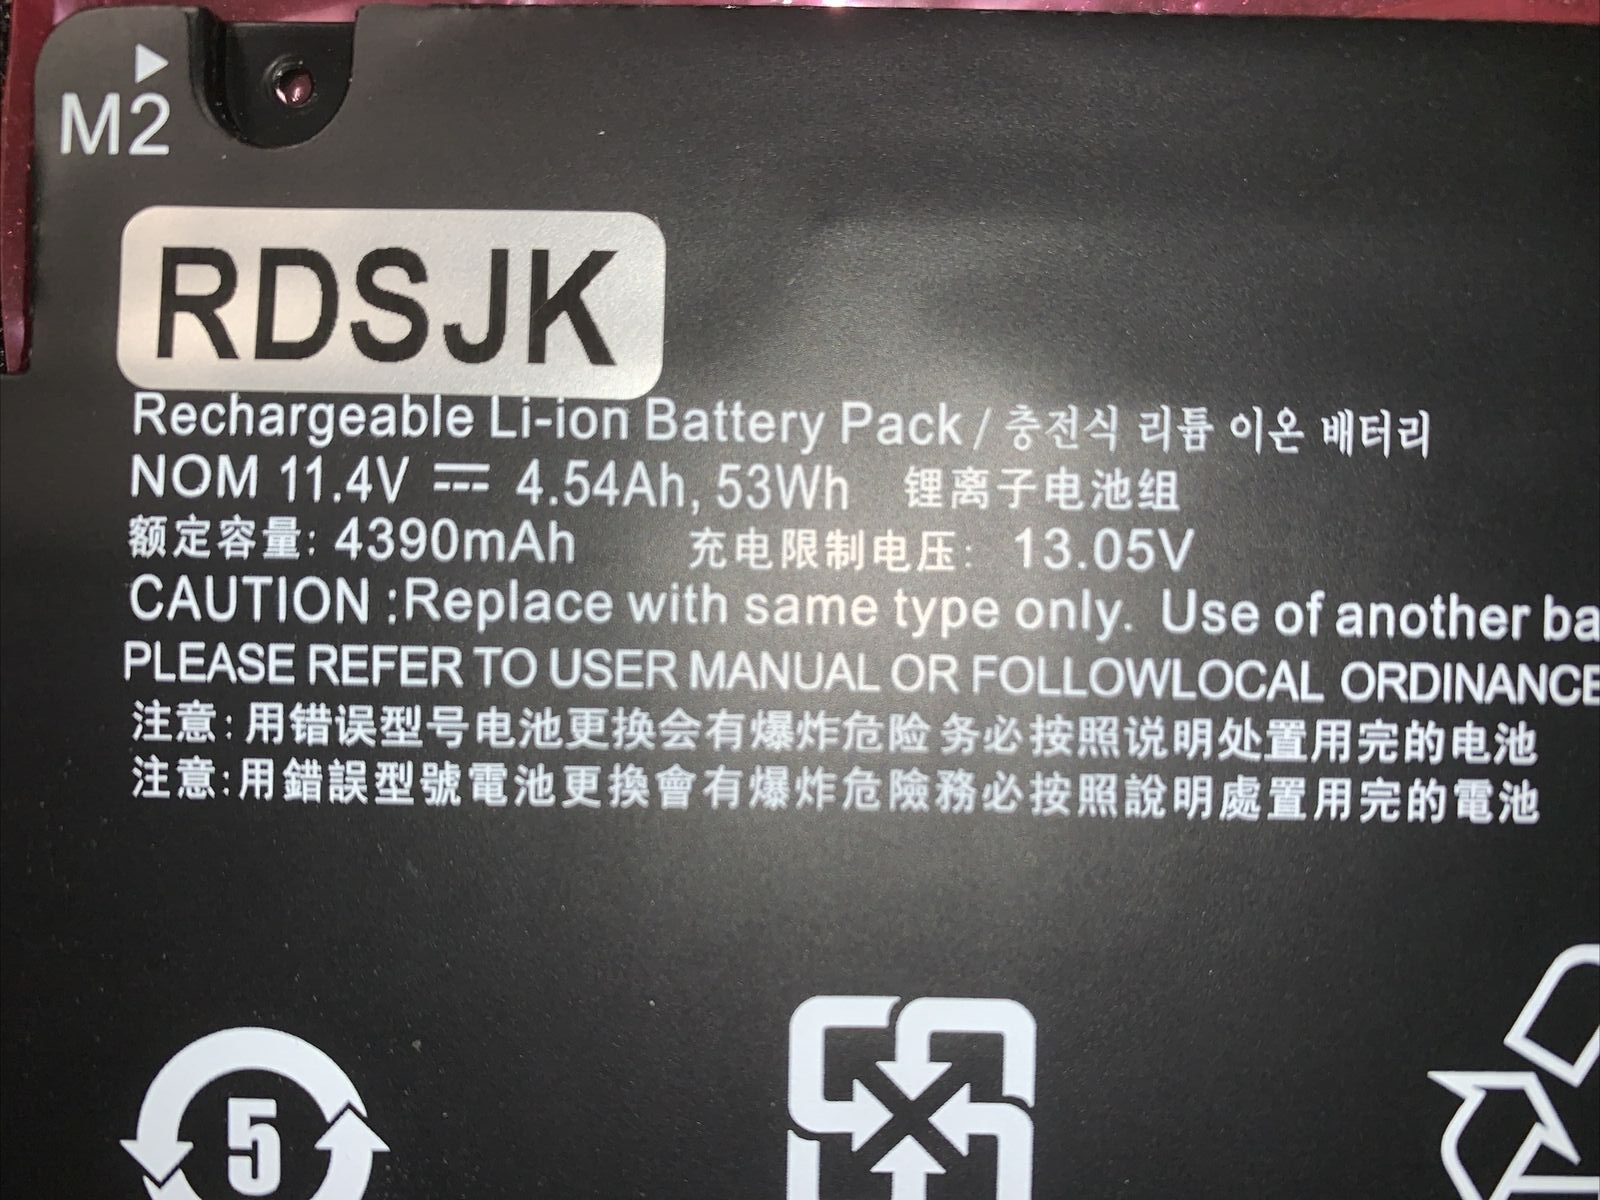 M2
RDSJK
Rechargeable Li-ion Battery Pack / 충전식 리튬 이온 배터리
NOM 11.4V ⎓ 4.54Ah, 53Wh 锂离子电池组
额定容量: 4390mAh 充电限制电压: 13.05V
CAUTION :Replace with same type only. Use of another ba
PLEASE REFER TO USER MANUAL OR FOLLOWLOCAL ORDINANCE
注意: 用错误型号电池更换会有爆炸危险 务必按照说明处置用完的电池
注意: 用錯誤型號電池更換會有爆炸危險務必按照說明處置用完的電池
5